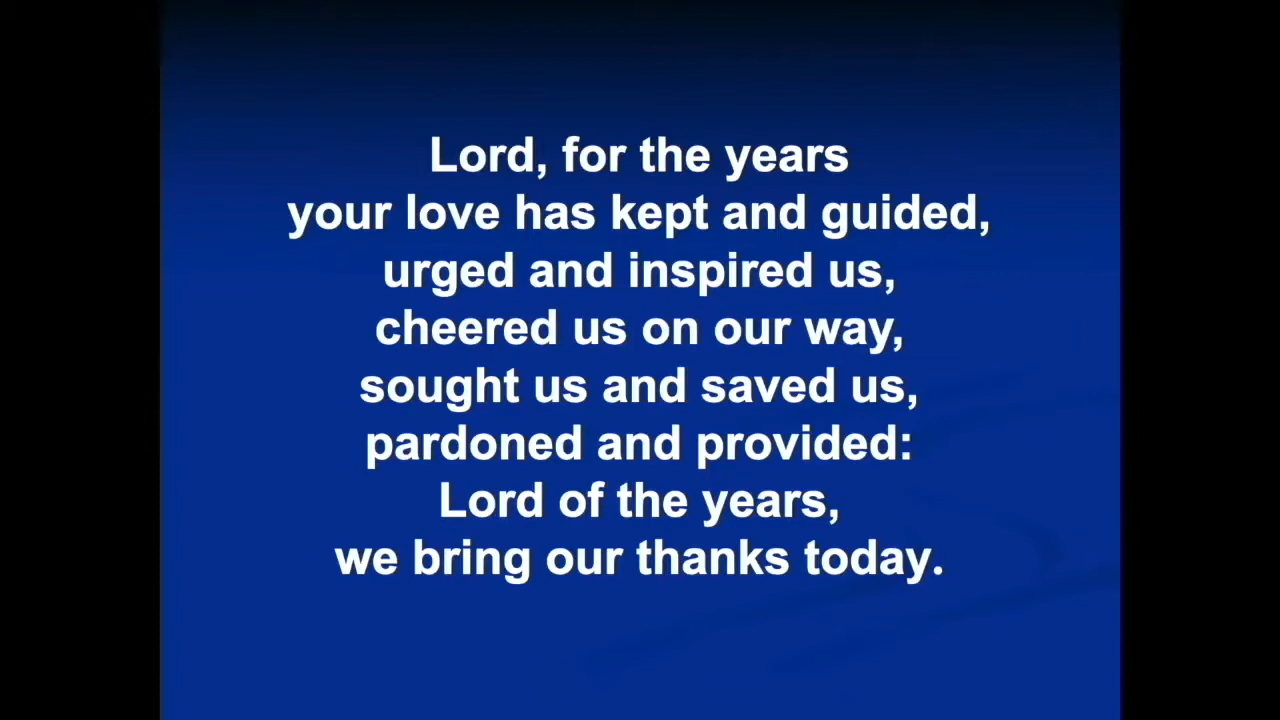 Lord, for the years
your love has kept and guided,
urged and inspired us,
cheered us on our way,
sought us and saved us,
pardoned and provided:
Lord of the years,
we bring our thanks today.